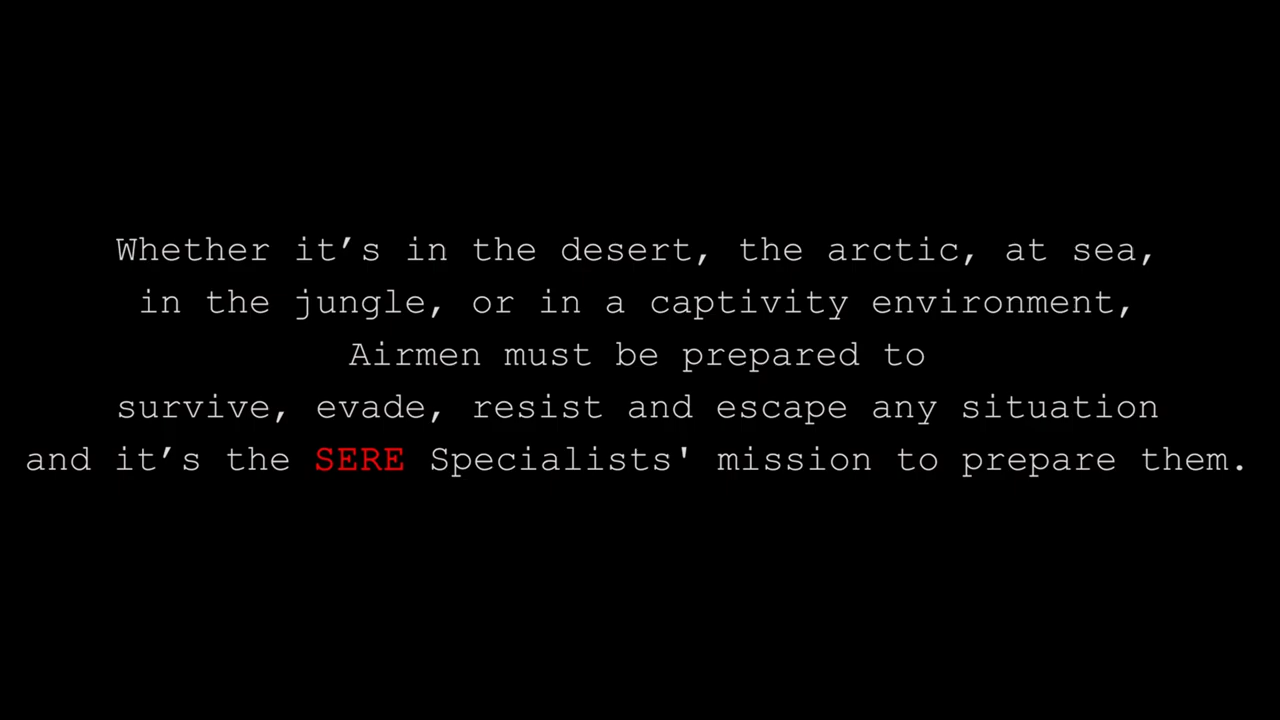 Whether it’s in the desert, the arctic, at sea,
in the jungle, or in a captivity environment,
Airmen must be prepared to
survive, evade, resist and escape any situation
and it’s the SERE Specialists' mission to prepare them.